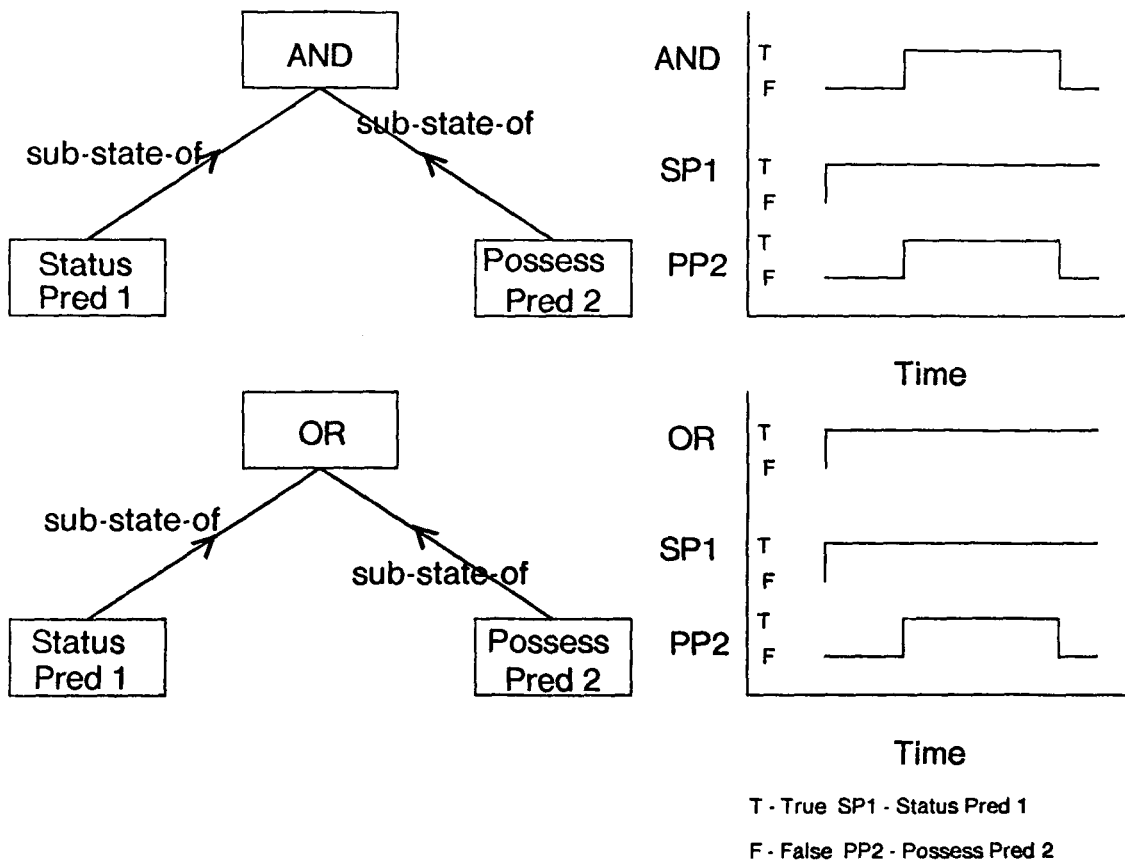 AND
sub-state-of
sub-state-of
Status
Pred 1
Possess
Pred 2
AND
T
F
SP1
T
F
PP2
T
F
Time
OR
sub-state-of
sub-state-of
Status
Pred 1
Possess
Pred 2
OR
T
F
SP1
T
F
PP2
T
F
Time
T - True SP1 - Status Pred 1
F - False PP2 - Possess Pred 2